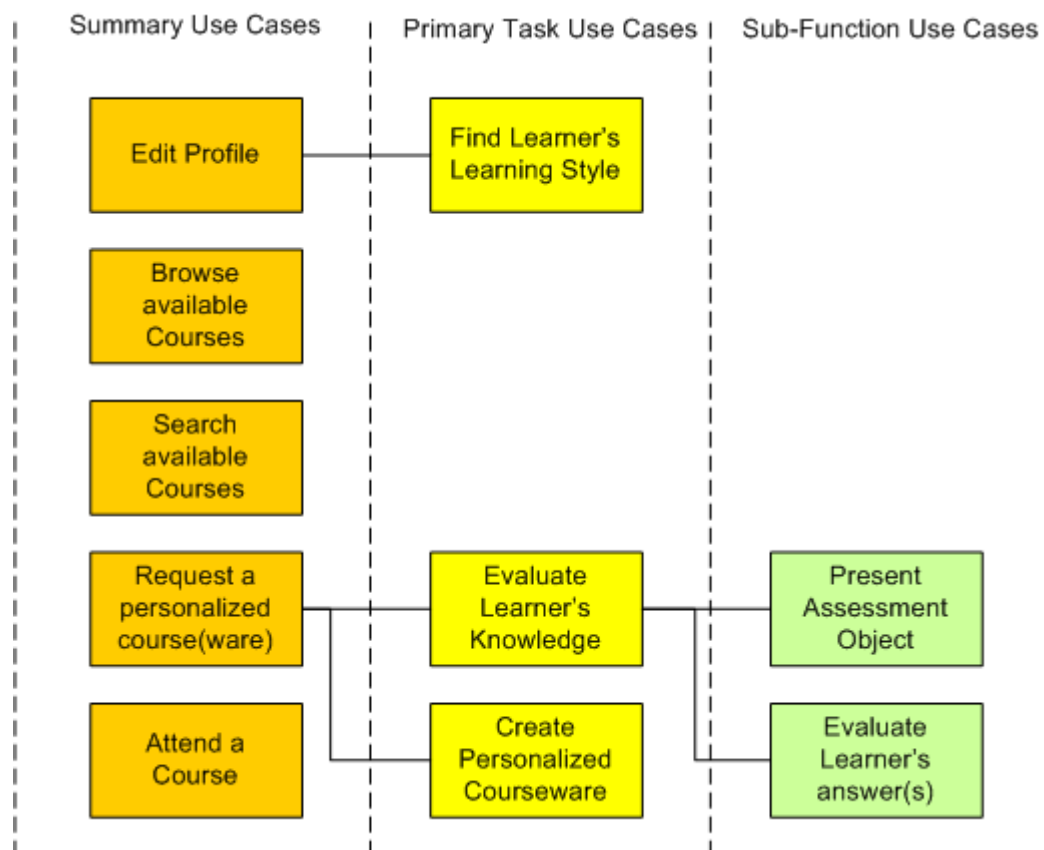 Summary Use Cases
Primary Task Use Cases
Sub-Function Use Cases
Edit Profile
Find Learner's
Learning Style
Browse
available
Courses
Search
available
Courses
Request a
personalized
course(ware)
Evaluate
Learner's
Knowledge
Present
Assessment
Object
Attend a
Course
Create
Personalized
Courseware
Evaluate
Learner's
answer(s)